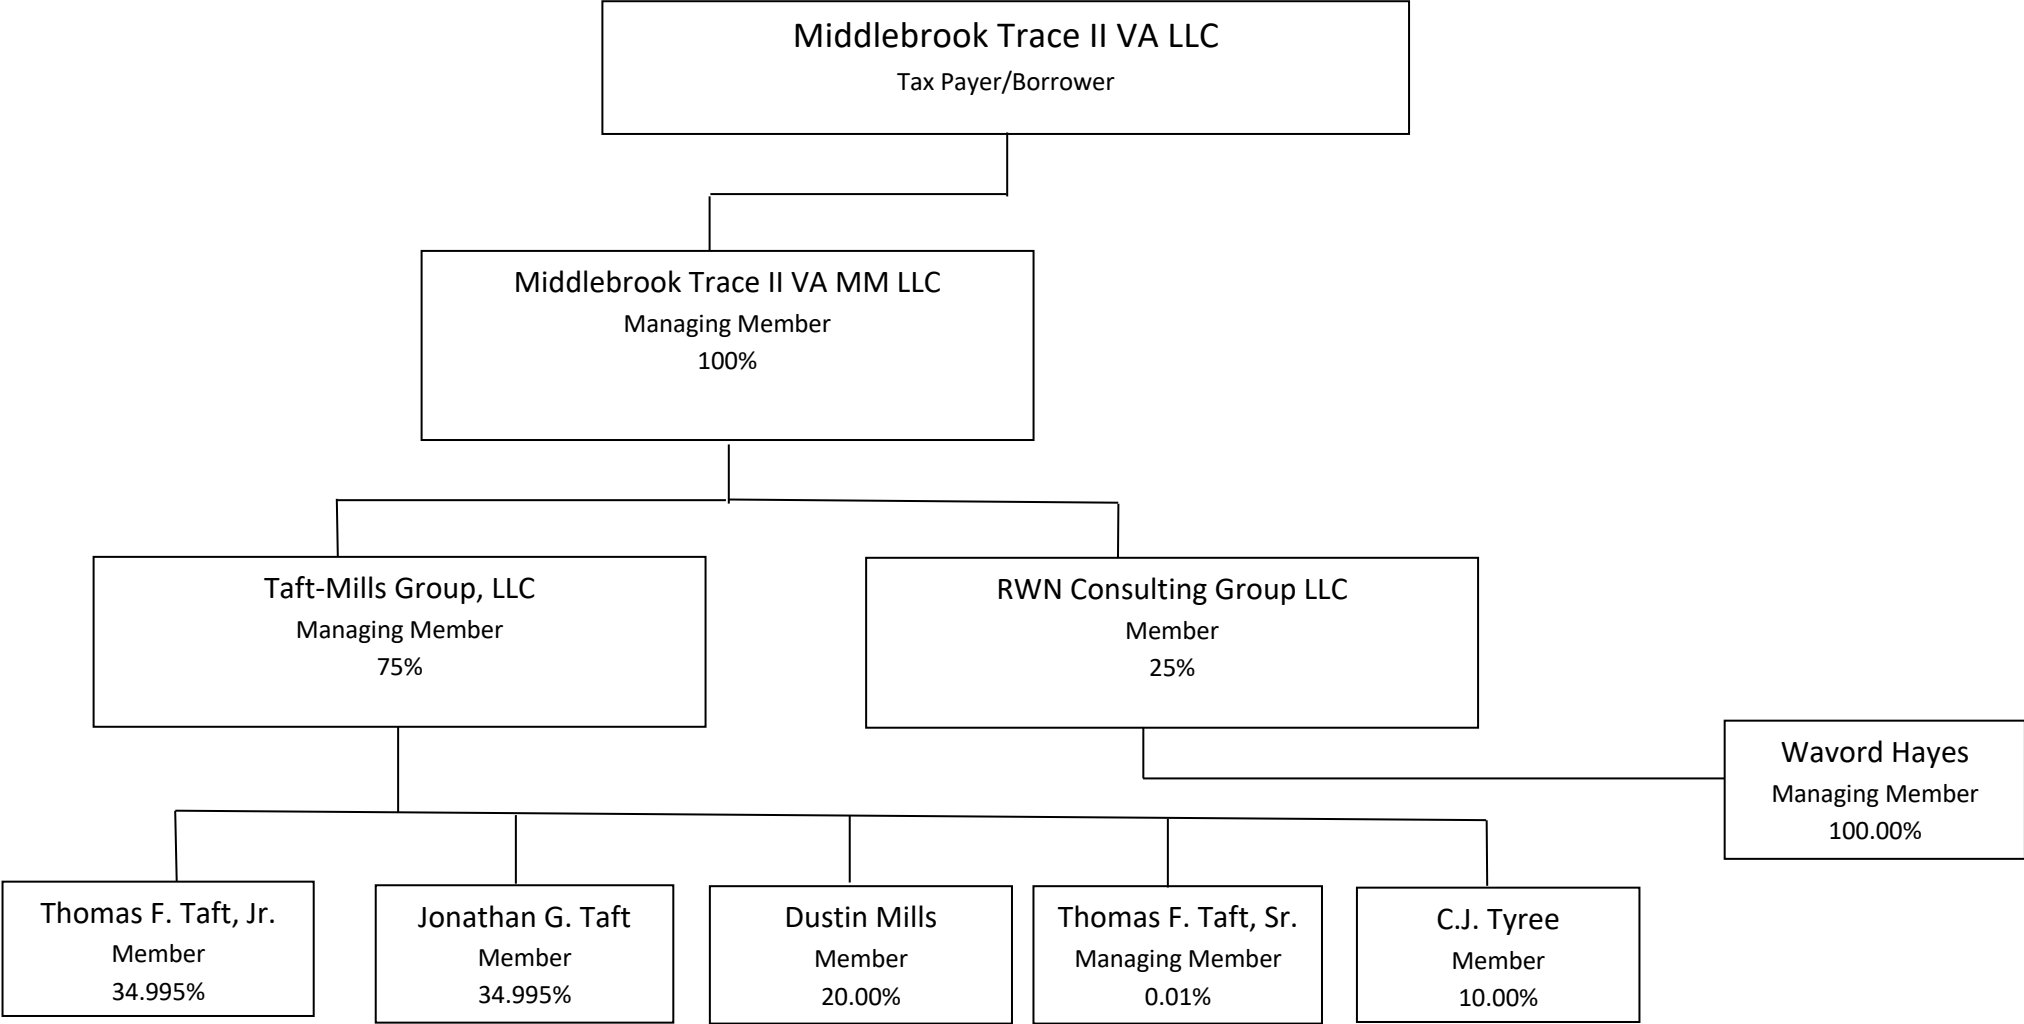 Middlebrook Trace II VA LLC
Tax Payer/Borrower
Middlebrook Trace II VA MM LLC
Managing Member
100%
Taft-Mills Group, LLC
Managing Member
75%
RWN Consulting Group LLC
Member
25%
Wavord Hayes
Managing Member
100.00%
Thomas F. Taft, Jr.
Member
34.995%
Jonathan G. Taft
Member
34.995%
Dustin Mills
Member
20.00%
Thomas F. Taft, Sr.
Managing Member
0.01%
C.J. Tyree
Member
10.00%